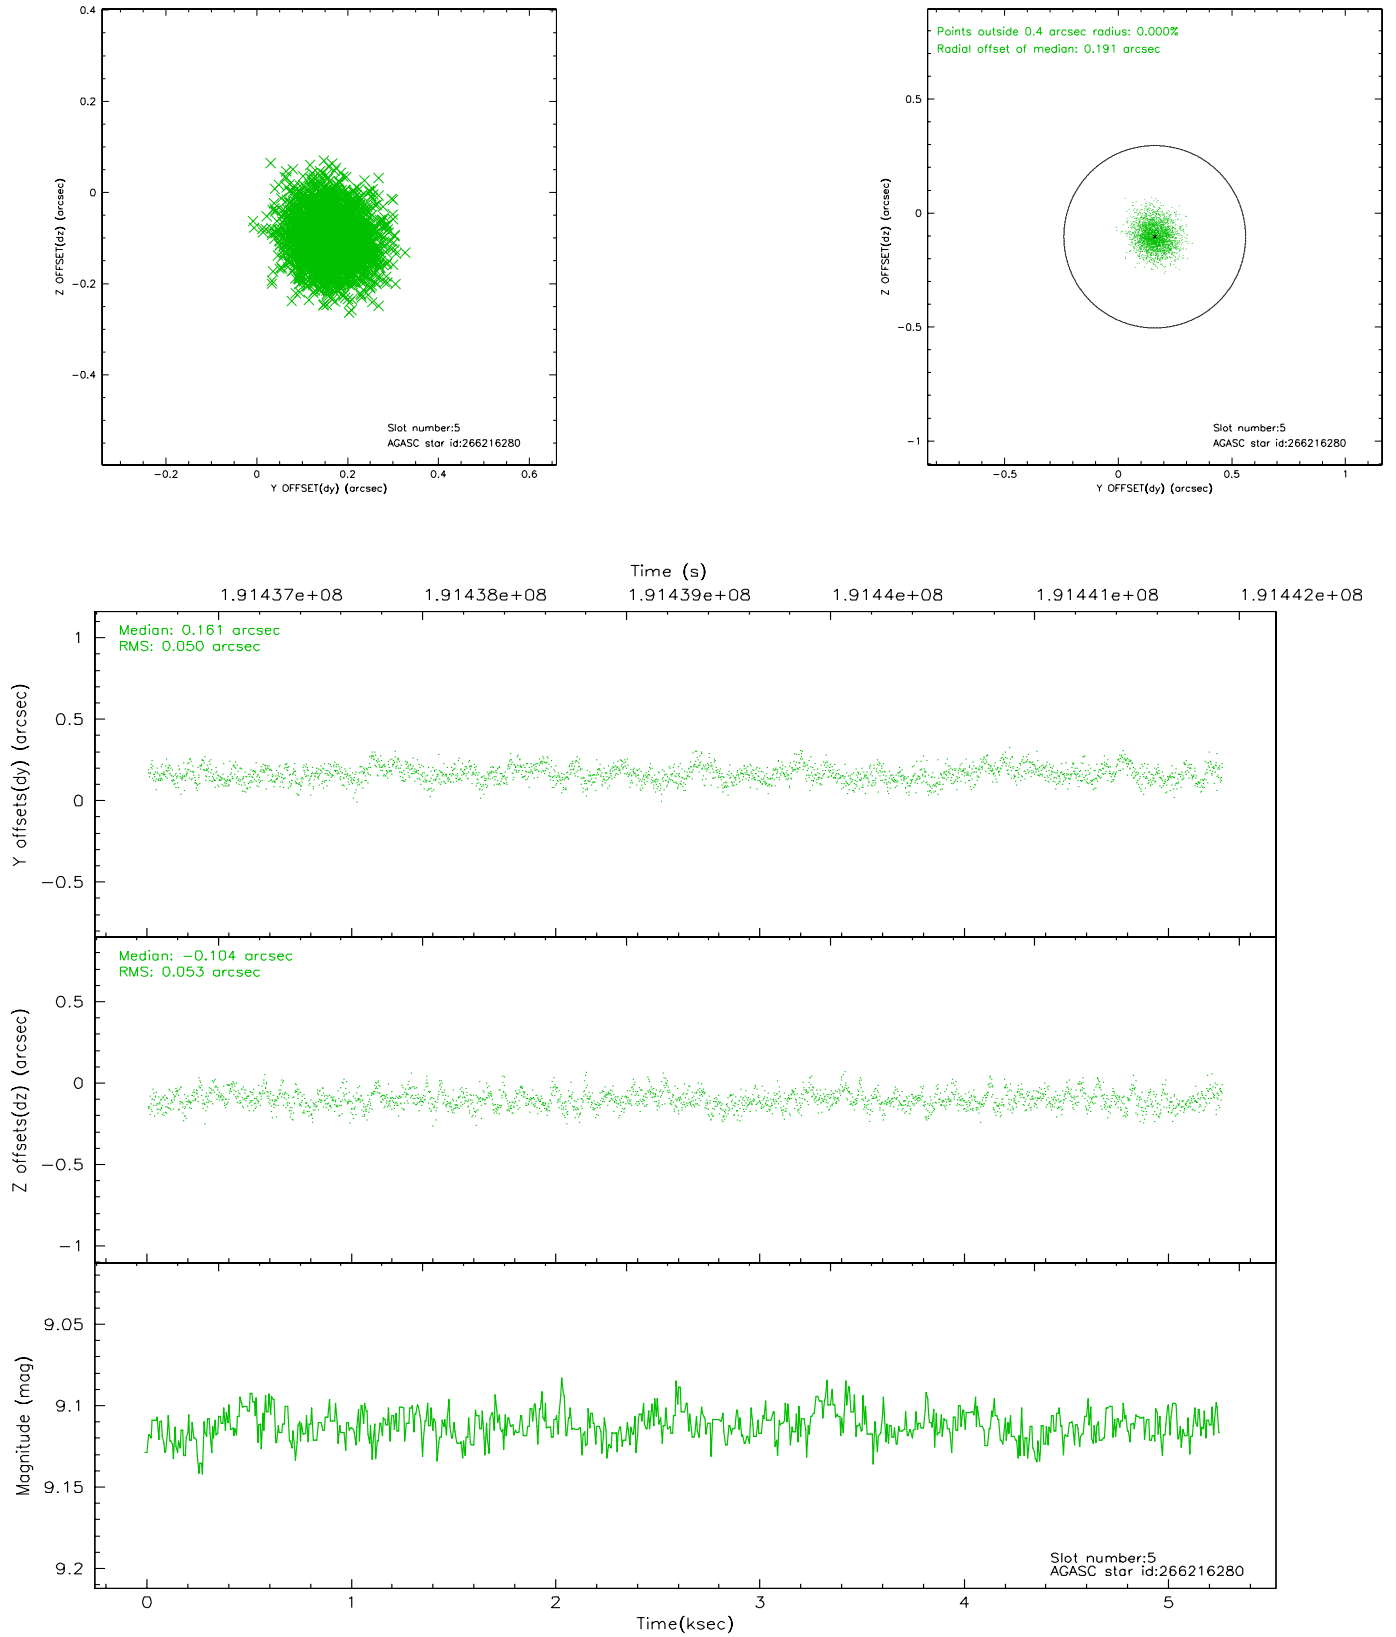 0.4
0.2
0
−0.2
−0.4
Z OFFSET(dz) (arcsec)
Slot number:5
AGASC star id:266216280
−0.2
0
0.2
0.4
0.6
Y OFFSET(dy) (arcsec)
Points outside 0.4 arcsec radius: 0.000%
Radial offset of median: 0.191 arcsec
0.5
0
−0.5
−1
Z OFFSET(dz) (arcsec)
Slot number:5
AGASC star id:266216280
−0.5
0
0.5
1
Y OFFSET(dy) (arcsec)
Time (s)
1.91437e+08
1.91438e+08
1.91439e+08
1.9144e+08
1.91441e+08
1.91442e+08
Median: 0.161 arcsec
RMS: 0.050 arcsec
1
0.5
0
−0.5
Y offsets(dy) (arcsec)
Median: −0.104 arcsec
RMS: 0.053 arcsec
0.5
0
−0.5
−1
Z offsets(dz) (arcsec)
9.05
9.1
9.15
9.2
Magnitude (mag)
Slot number:5
AGASC star id:266216280
0
1
2
3
4
5
Time(ksec)